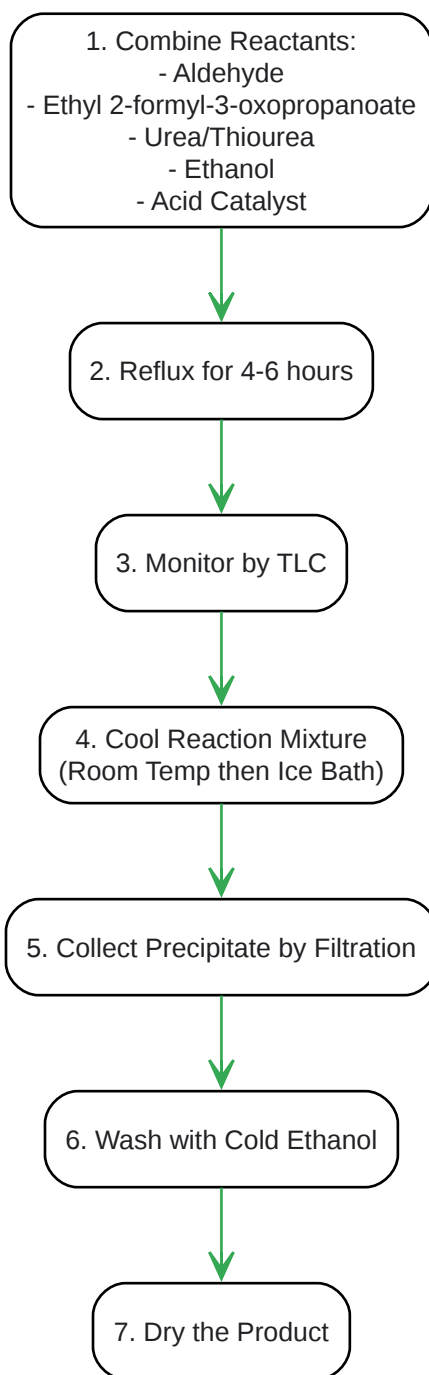 1. Combine Reactants:
- Aldehyde
- Ethyl 2-formyl-3-oxopropanoate
- Urea/Thiourea
- Ethanol
- Acid Catalyst
2. Reflux for 4-6 hours
3. Monitor by TLC
4. Cool Reaction Mixture
(Room Temp then Ice Bath)
5. Collect Precipitate by Filtration
6. Wash with Cold Ethanol
7. Dry the Product